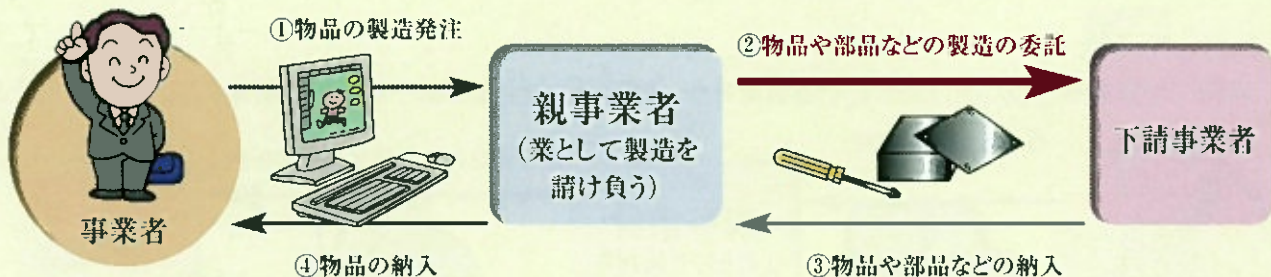 ①物品の製造発注
②物品や部品などの製造の委託
事業者
親事業者
(業として製造を
請け負う)
下請事業者
④物品の納入
③物品や部品などの納入